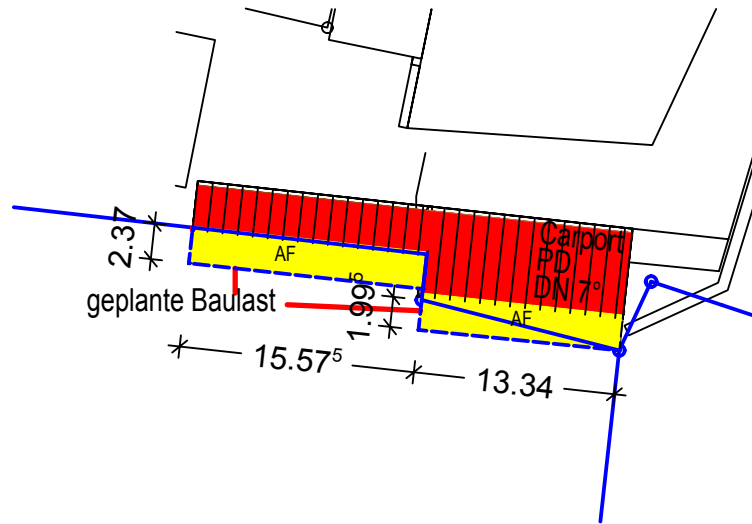 Carport
PD
DN 7°
2.37
AF
geplante Baulast
1.99⁵
AF
15.57⁵
13.34